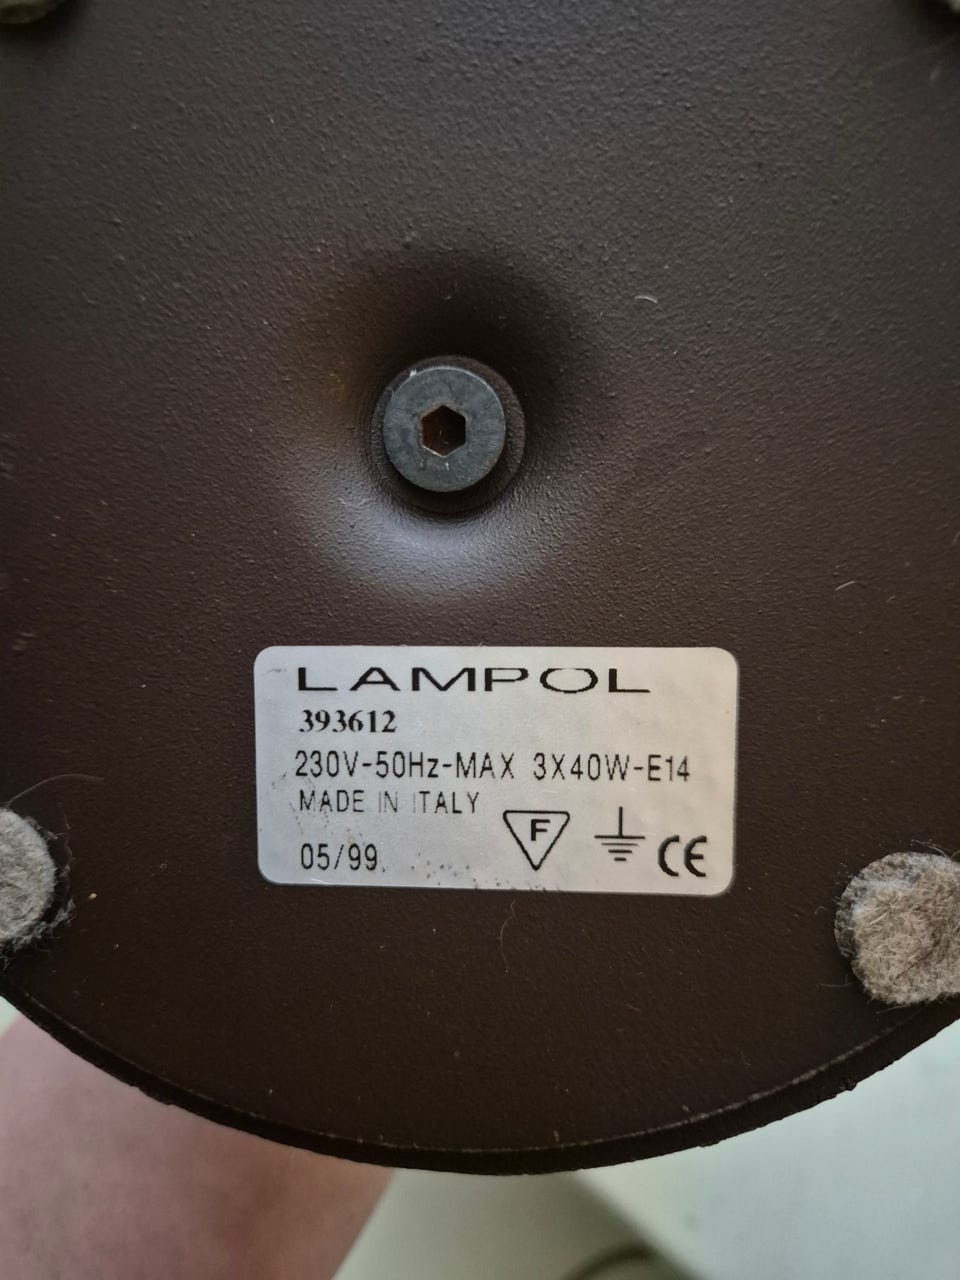 LAMPOL
393612
230V-50Hz-MAX 3X40W-E14
MADE IN ITALY
F
05/99
CE